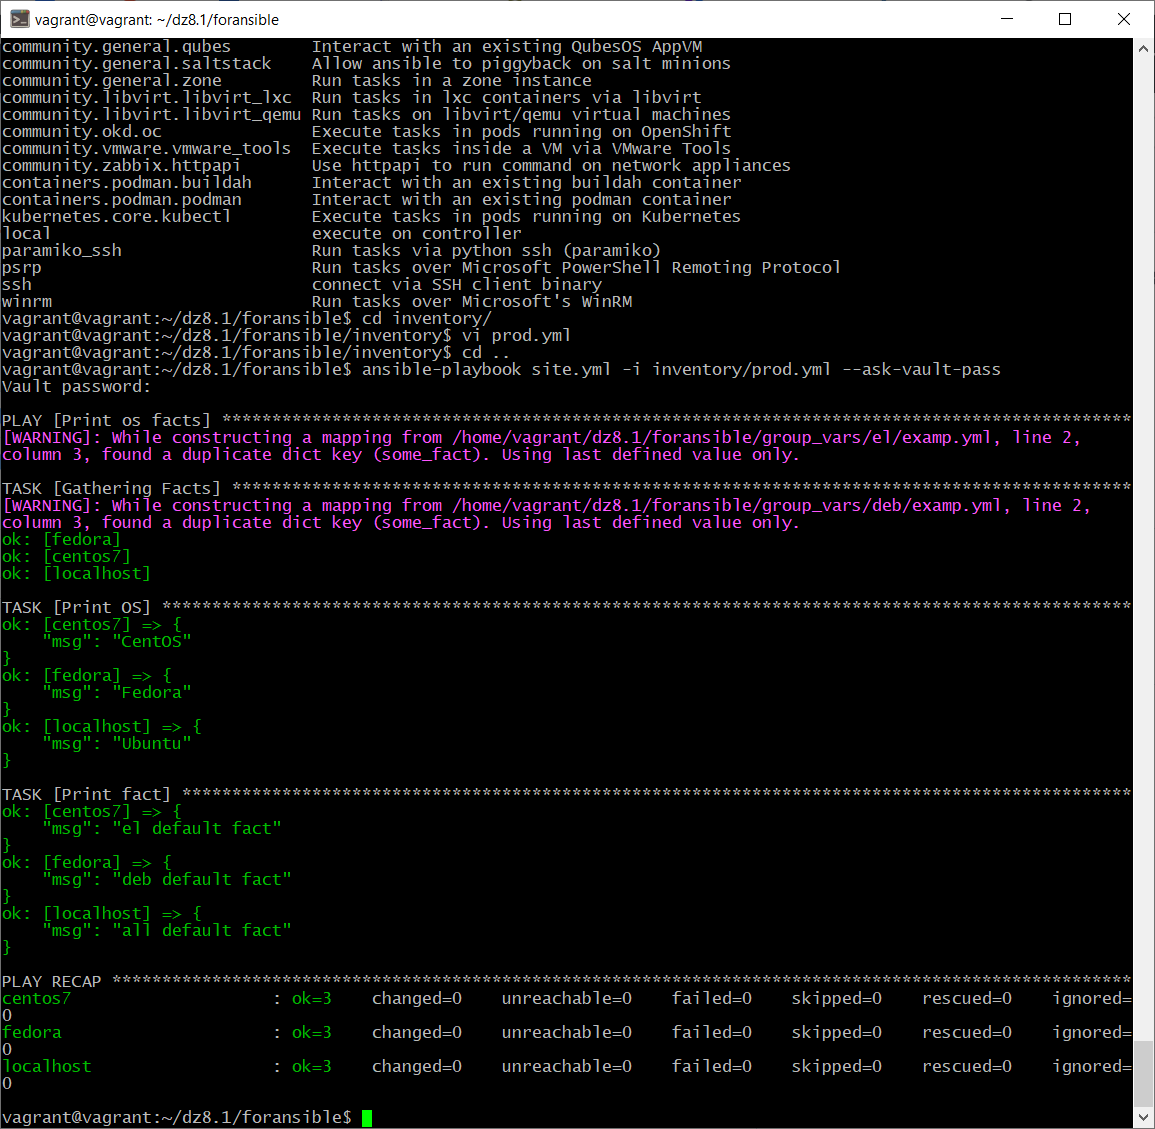 vagrant@vagrant: ~/dz8.1/foransible
community.general.qubes        Interact with an existing QubesOS AppVM
community.general.saltstack    Allow ansible to piggyback on salt minions
community.general.zone         Run tasks in a zone instance
community.libvirt.libvirt_lxc  Run tasks in lxc containers via libvirt
community.libvirt.libvirt_qemu Run tasks on libvirt/qemu virtual machines
community.okd.oc               Execute tasks in pods running on OpenShift
community.vmware.vmware_tools  Execute tasks inside a VM via VMware Tools
community.zabbix.httpapi       Use httpapi to run command on network appliances
containers.podman.buildah      Interact with an existing buildah container
containers.podman.podman       Interact with an existing podman container
kubernetes.core.kubectl        Execute tasks in pods running on Kubernetes
local                          execute on controller
paramiko_ssh                   Run tasks via python ssh (paramiko)
psrp                           Run tasks over Microsoft PowerShell Remoting Protocol
ssh                            connect via SSH client binary
winrm                          Run tasks over Microsoft's WinRM
vagrant@vagrant:~/dz8.1/foransible$ cd inventory/
vagrant@vagrant:~/dz8.1/foransible/inventory$ vi prod.yml
vagrant@vagrant:~/dz8.1/foransible/inventory$ cd ..
vagrant@vagrant:~/dz8.1/foransible$ ansible-playbook site.yml -i inventory/prod.yml --ask-vault-pass
Vault password:
PLAY [Print os facts] *******************************************************************************************
[WARNING]: While constructing a mapping from /home/vagrant/dz8.1/foransible/group_vars/el/examp.yml, line 2,
column 3, found a duplicate dict key (some_fact). Using last defined value only.
TASK [Gathering Facts] ******************************************************************************************
[WARNING]: While constructing a mapping from /home/vagrant/dz8.1/foransible/group_vars/deb/examp.yml, line 2,
column 3, found a duplicate dict key (some_fact). Using last defined value only.
ok: [fedora]
ok: [centos7]
ok: [localhost]
TASK [Print OS] *************************************************************************************************
ok: [centos7] => {
    "msg": "CentOS"
}
ok: [fedora] => {
    "msg": "Fedora"
}
ok: [localhost] => {
    "msg": "Ubuntu"
}
TASK [Print fact] ***********************************************************************************************
ok: [centos7] => {
    "msg": "el default fact"
}
ok: [fedora] => {
    "msg": "deb default fact"
}
ok: [localhost] => {
    "msg": "all default fact"
}
PLAY RECAP ******************************************************************************************************
centos7                    : ok=3    changed=0    unreachable=0    failed=0    skipped=0    rescued=0    ignored=
0
fedora                     : ok=3    changed=0    unreachable=0    failed=0    skipped=0    rescued=0    ignored=
0
localhost                  : ok=3    changed=0    unreachable=0    failed=0    skipped=0    rescued=0    ignored=
0
vagrant@vagrant:~/dz8.1/foransible$